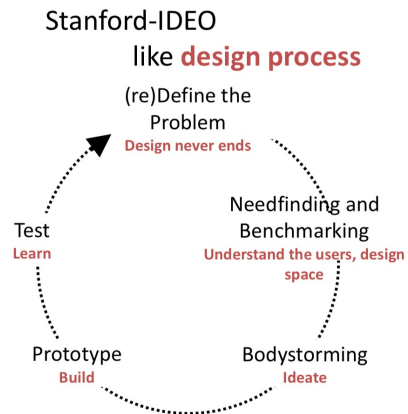 Stanford-IDEO
like design process
(re)Define the
Problem
Design never ends
Needfinding and
Benchmarking
Understand the users, design
space
Bodystorming
Ideate
Prototype
Build
Test
Learn